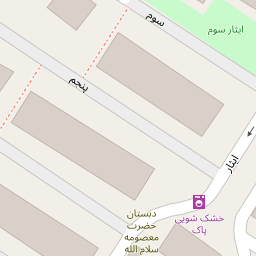 سوم
ایثار سوم
پنجم
ایثار
خشک شویی
پاک
دبستان
حضرت
معصومه
سلام الله